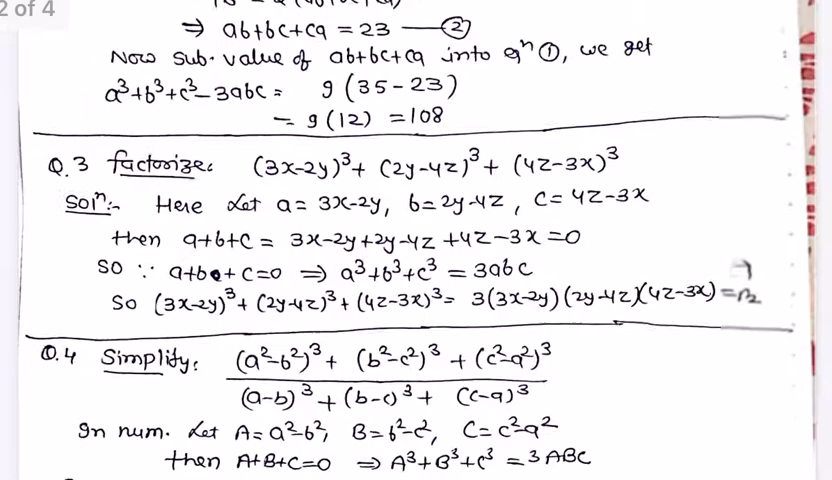 2 of 4
⇒ ab+bc+ca = 23 —②
Now sub. value of ab+bc+ca into eqⁿ ①, we get
a³+b³+c³-3abc = 9(35-23)
= 9(12) = 108
Q.3 factorize: (3x-2y)³ + (2y-4z)³ + (4z-3x)³
Solⁿ:- Here Let a = 3x-2y, b = 2y-4z, c = 4z-3x
then a+b+c = 3x-2y+2y-4z+4z-3x = 0
So ∵ a+b+c=0 ⇒ a³+b³+c³ = 3abc
So (3x-2y)³ + (2y-4z)³ + (4z-3x)³ = 3(3x-2y)(2y-4z)(4z-3x)
Q.4 Simplify: (a²-b²)³ + (b²-c²)³ + (c²-a²)³
(a-b)³ + (b-c)³ + (c-a)³
In num. Let A = a²-b², B = b²-c², C = c²-a²
then A+B+C=0 ⇒ A³+B³+C³ = 3ABC